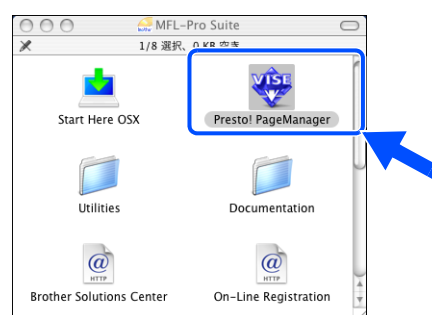 MFL-Pro Suite
1/8 選択、0 KB 空き
VISE
Start Here OSX
Presto! PageManager
Utilities
Documentation
@
HTTP
@
HTTP
Brother Solutions Center
On-Line Registration